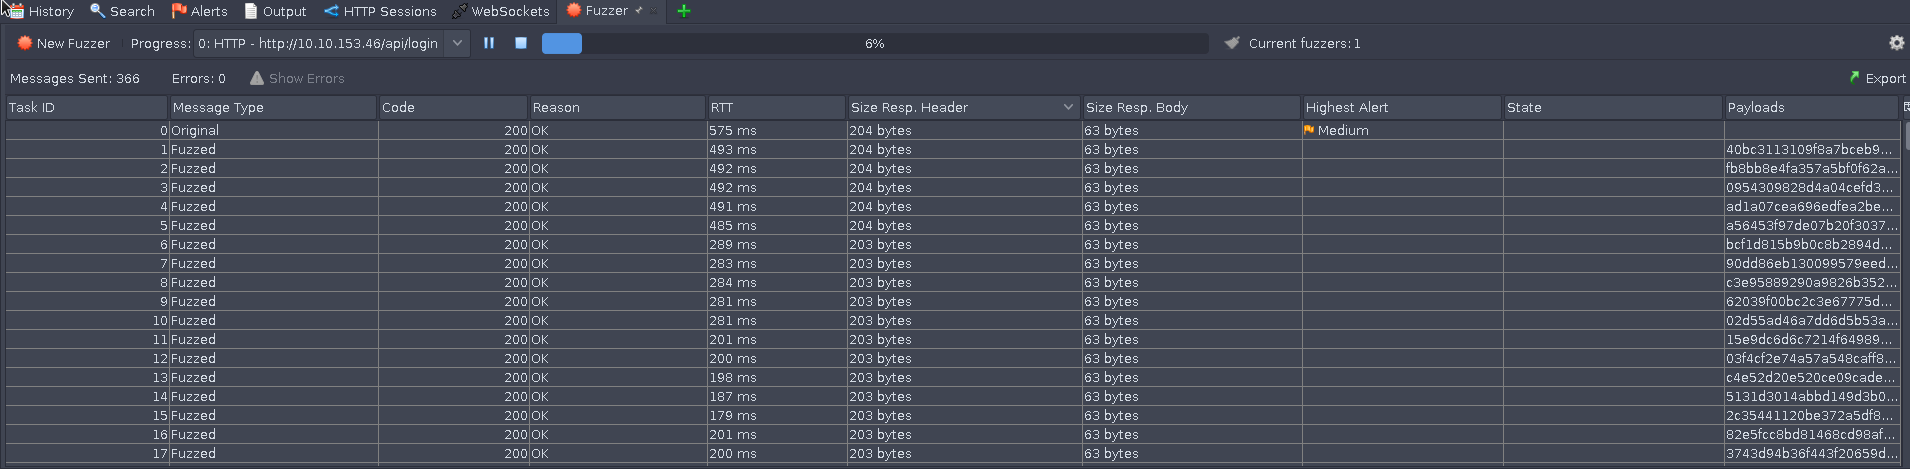 History Search Alerts Output HTTP Sessions WebSockets Fuzzer
New Fuzzer Progress: 0: HTTP - http://10.10.153.46/api/login 6% Current fuzzers: 1
Messages Sent: 366 Errors: 0 Show Errors Export
Task ID Message Type Code Reason RTT Size Resp. Header Size Resp. Body Highest Alert State Payloads
0 Original 200 OK 575 ms 204 bytes 63 bytes Medium
1 Fuzzed 200 OK 493 ms 204 bytes 63 bytes 40bc3113109f8a7bceb9...
2 Fuzzed 200 OK 492 ms 204 bytes 63 bytes fb8bb8e4fa357a5bf0f62a...
3 Fuzzed 200 OK 492 ms 204 bytes 63 bytes 0954309828d4a04cefd3...
4 Fuzzed 200 OK 491 ms 204 bytes 63 bytes ad1a07cea696edfea2be...
5 Fuzzed 200 OK 485 ms 204 bytes 63 bytes a56453f97de07b20f3037...
6 Fuzzed 200 OK 289 ms 203 bytes 63 bytes bcf1d815b9b0c8b2894d...
7 Fuzzed 200 OK 283 ms 203 bytes 63 bytes 90dd86eb130099579eed...
8 Fuzzed 200 OK 284 ms 203 bytes 63 bytes c3e95889290a9826b352...
9 Fuzzed 200 OK 281 ms 203 bytes 63 bytes 62039f00bc2c3e67775d...
10 Fuzzed 200 OK 281 ms 203 bytes 63 bytes 02d55ad46a7dd6d5b53a...
11 Fuzzed 200 OK 201 ms 203 bytes 63 bytes 15e9dc6d6c7214f64989...
12 Fuzzed 200 OK 200 ms 203 bytes 63 bytes 03f4cf2e74a57a548caff8...
13 Fuzzed 200 OK 198 ms 203 bytes 63 bytes c4e52d20e520ce09cade...
14 Fuzzed 200 OK 187 ms 203 bytes 63 bytes 5131d3014abbd149d3b0...
15 Fuzzed 200 OK 179 ms 203 bytes 63 bytes 2c35441120be372a5df8...
16 Fuzzed 200 OK 201 ms 203 bytes 63 bytes 82e5fcc8bd81468cd98af...
17 Fuzzed 200 OK 200 ms 203 bytes 63 bytes 3743d94b36f443f20659d...